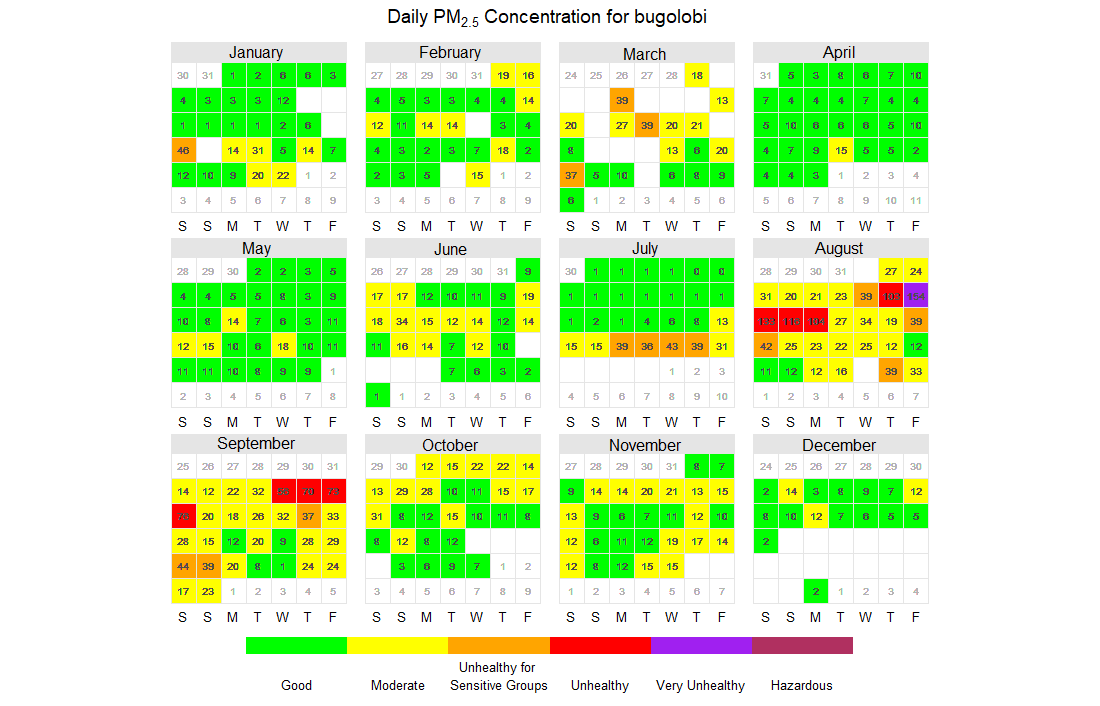 Daily PM2.5 Concentration for bugolobi
January February March April
30 31 1 2 6 6 3 27 28 29 30 31 19 16 24 25 26 27 28 18 31 5 3 8 6 7 10
4 3 3 3 12 4 5 3 3 4 4 14 39 13 7 4 4 4 7 4 4
1 1 1 1 2 6 12 11 14 14 3 4 20 27 39 20 21 5 10 6 6 6 5 10
46 14 31 5 14 7 4 3 2 3 7 18 2 8 13 6 20 4 7 9 15 5 5 2
12 10 9 20 22 1 2 2 3 5 15 1 2 37 5 10 6 8 9 4 4 3 1 2 3 4
3 4 5 6 7 8 9 3 4 5 6 7 8 9 6 1 2 3 4 5 6 5 6 7 8 9 10 11
S S M T W T F S S M T W T F S S M T W T F S S M T W T F
May June July August
28 29 30 2 2 3 5 26 27 28 29 30 31 9 30 1 1 1 1 0 0 28 29 30 31 27 24
4 4 5 5 8 3 9 17 17 12 10 11 9 19 1 1 1 1 1 1 1 31 20 21 23 39
10 8 14 7 6 8 8 18 34 15 12 14 12 14 1 2 1 4 6 8 13 27 34 19 39
12 15 10 6 18 10 11 11 16 14 7 12 10 15 15 39 36 43 39 31 42 25 23 22 25 12 12
11 11 10 8 9 9 1 7 6 3 2 1 2 3 11 12 12 16 39 33
2 3 4 5 6 7 8 1 1 2 3 4 5 6 4 5 6 7 8 9 10 1 2 3 4 5 6 7
S S M T W T F S S M T W T F S S M T W T F S S M T W T F
September October November December
25 26 27 28 29 30 31 29 30 12 15 22 22 14 27 28 29 30 31 8 7 24 25 26 27 28 29 30
14 12 22 32 13 29 28 10 11 15 17 9 14 14 20 21 13 15 2 14 3 8 9 7 12
20 18 26 32 37 33 31 8 12 15 10 11 8 13 9 6 7 11 12 10 8 10 12 7 6 5 5
28 15 12 20 9 28 29 8 12 8 12 12 6 11 12 19 17 14 2
44 39 20 8 1 24 24 3 6 9 7 1 2 12 8 12 15 15
17 23 1 2 3 4 5 3 4 5 6 7 8 9 1 2 3 4 5 6 7 2 1 2 3 4
S S M T W T F S S M T W T F S S M T W T F S S M T W T F
Unhealthy for
Good Moderate Sensitive Groups Unhealthy Very Unhealthy Hazardous